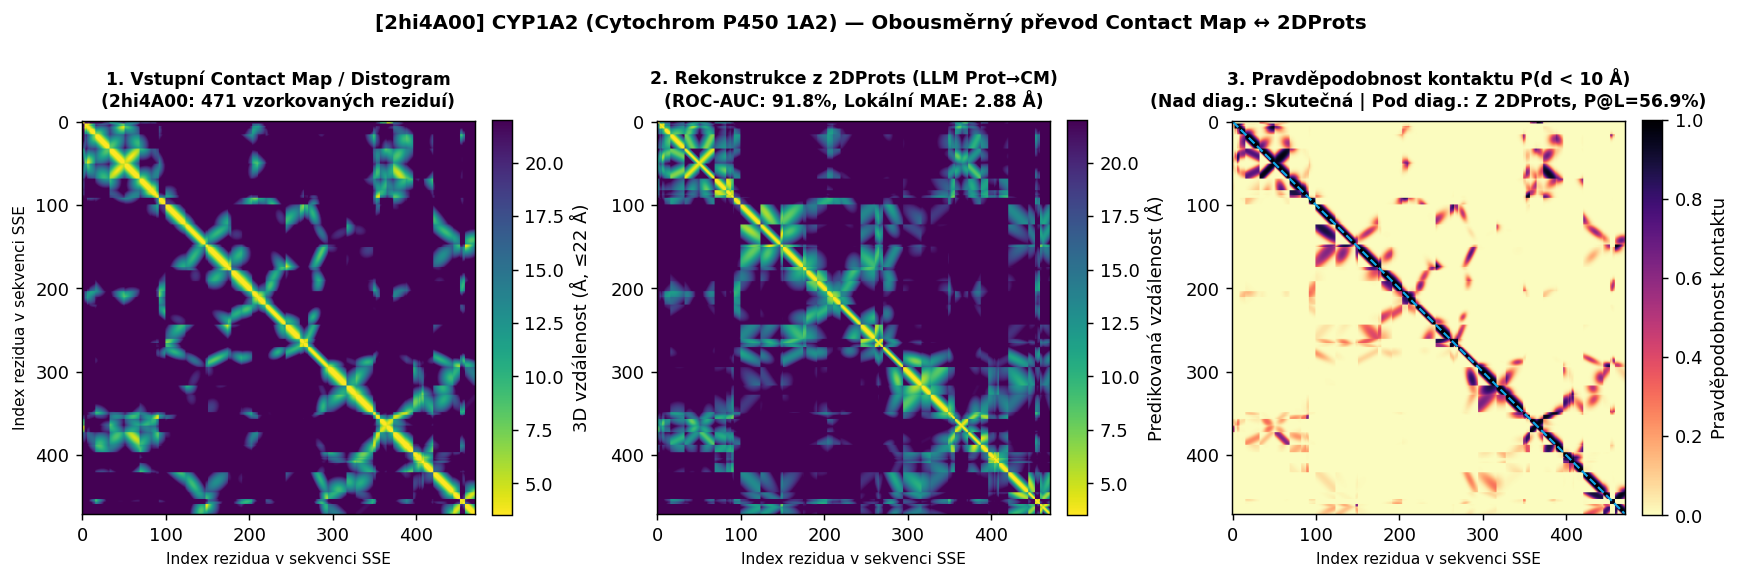 [2hi4A00] CYP1A2 (Cytochrom P450 1A2) — Obousměrný převod Contact Map ↔ 2DProts
1. Vstupní Contact Map / Distogram
(2hi4A00: 471 vzorkovaných reziduí)
0
100
200
300
400
0 100 200 300 400
Index rezidua v sekvenci SSE
Index rezidua v sekvenci SSE
20.0
17.5
15.0
12.5
10.0
7.5
5.0
3D vzdálenost (Å, ≤22 Å)
2. Rekonstrukce z 2DProts (LLM Prot→CM)
(ROC-AUC: 91.8%, Lokální MAE: 2.88 Å)
0
100
200
300
400
0 100 200 300 400
Index rezidua v sekvenci SSE
20.0
17.5
15.0
12.5
10.0
7.5
5.0
Predikovaná vzdálenost (Å)
3. Pravděpodobnost kontaktu P(d < 10 Å)
(Nad diag.: Skutečná | Pod diag.: Z 2DProts, P@L=56.9%)
0
100
200
300
400
0 100 200 300 400
Index rezidua v sekvenci SSE
1.0
0.8
0.6
0.4
0.2
0.0
Pravděpodobnost kontaktu